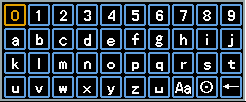 0 1 2 3 4 5 6 7 8 9
a b c d e f g h i j
k l m n o p q r s t
u v w x y z ␣ Aa ⊙ ←